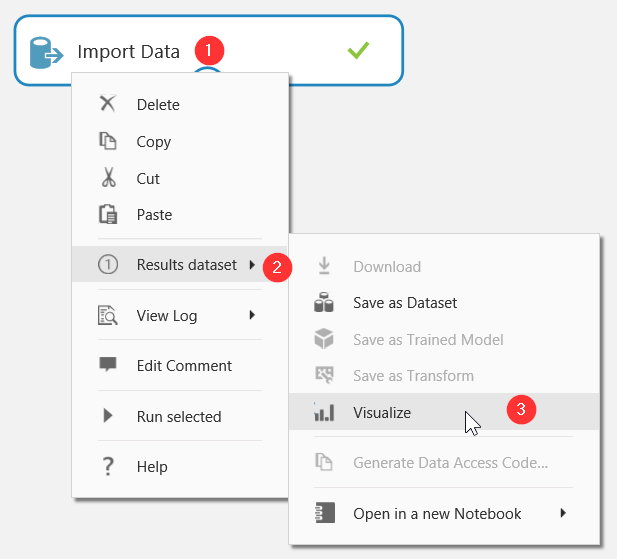 Import Data 1
Delete
Copy
Cut
Paste
1 Results dataset 2
View Log
Edit Comment
Run selected
? Help
Download
Save as Dataset
Save as Trained Model
Save as Transform
Visualize 3
Generate Data Access Code...
Open in a new Notebook